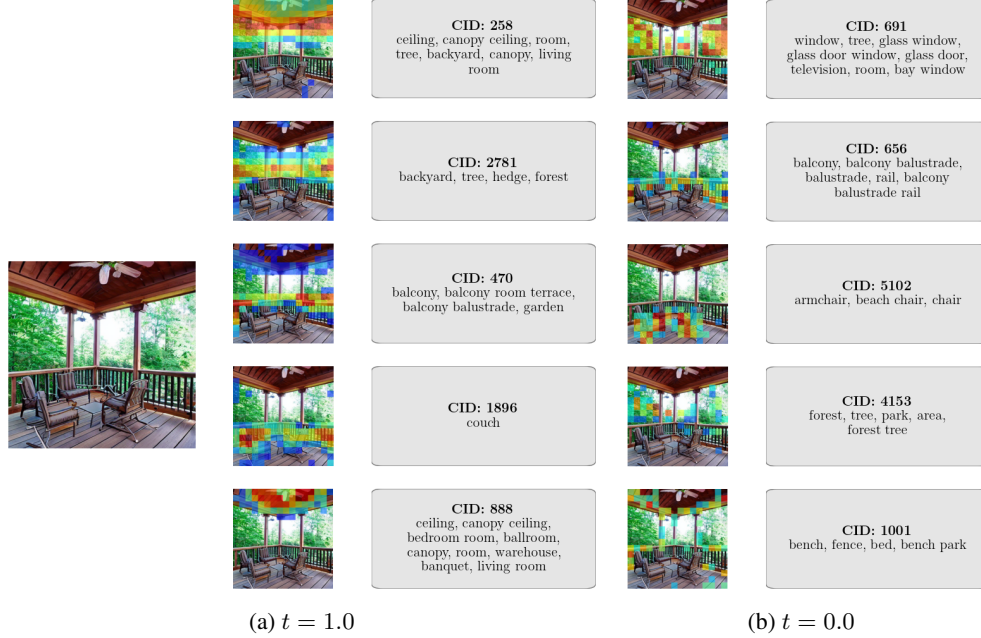 CID: 258
ceiling, canopy ceiling, room,
tree, backyard, canopy, living
room
CID: 2781
backyard, tree, hedge, forest
CID: 470
balcony, balcony room terrace,
balcony balustrade, garden
CID: 1896
couch
CID: 888
ceiling, canopy ceiling,
bedroom room, ballroom,
canopy, room, warehouse,
banquet, living room
(a) t = 1.0
CID: 691
window, tree, glass window,
glass door window, glass door,
television, room, bay window
CID: 656
balcony, balcony balustrade,
balustrade, rail, balcony
balustrade rail
CID: 5102
armchair, beach chair, chair
CID: 4153
forest, tree, park, area,
forest tree
CID: 1001
bench, fence, bed, bench park
(b) t = 0.0